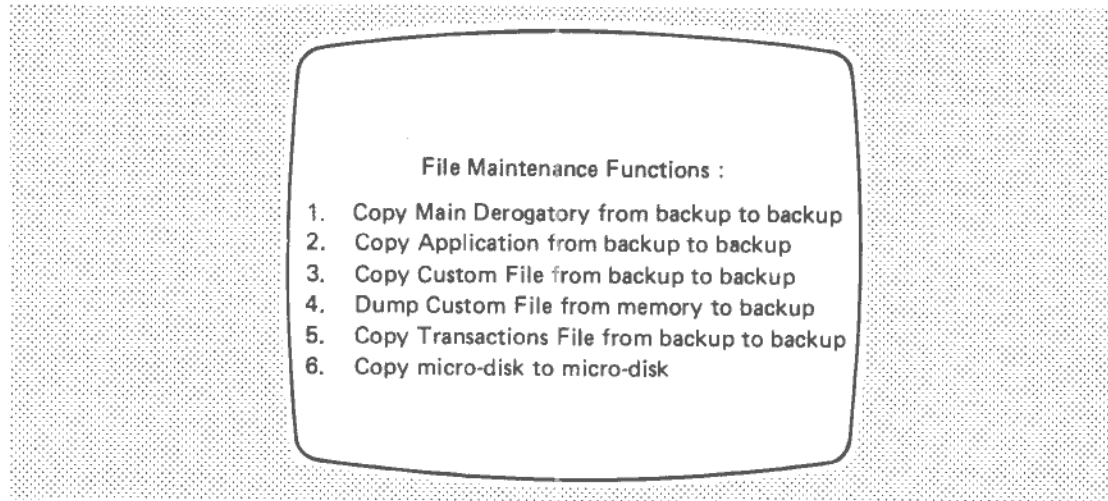 File Maintenance Functions :
1. Copy Main Derogatory from backup to backup
2. Copy Application from backup to backup
3. Copy Custom File from backup to backup
4. Dump Custom File from memory to backup
5. Copy Transactions File from backup to backup
6. Copy micro-disk to micro-disk